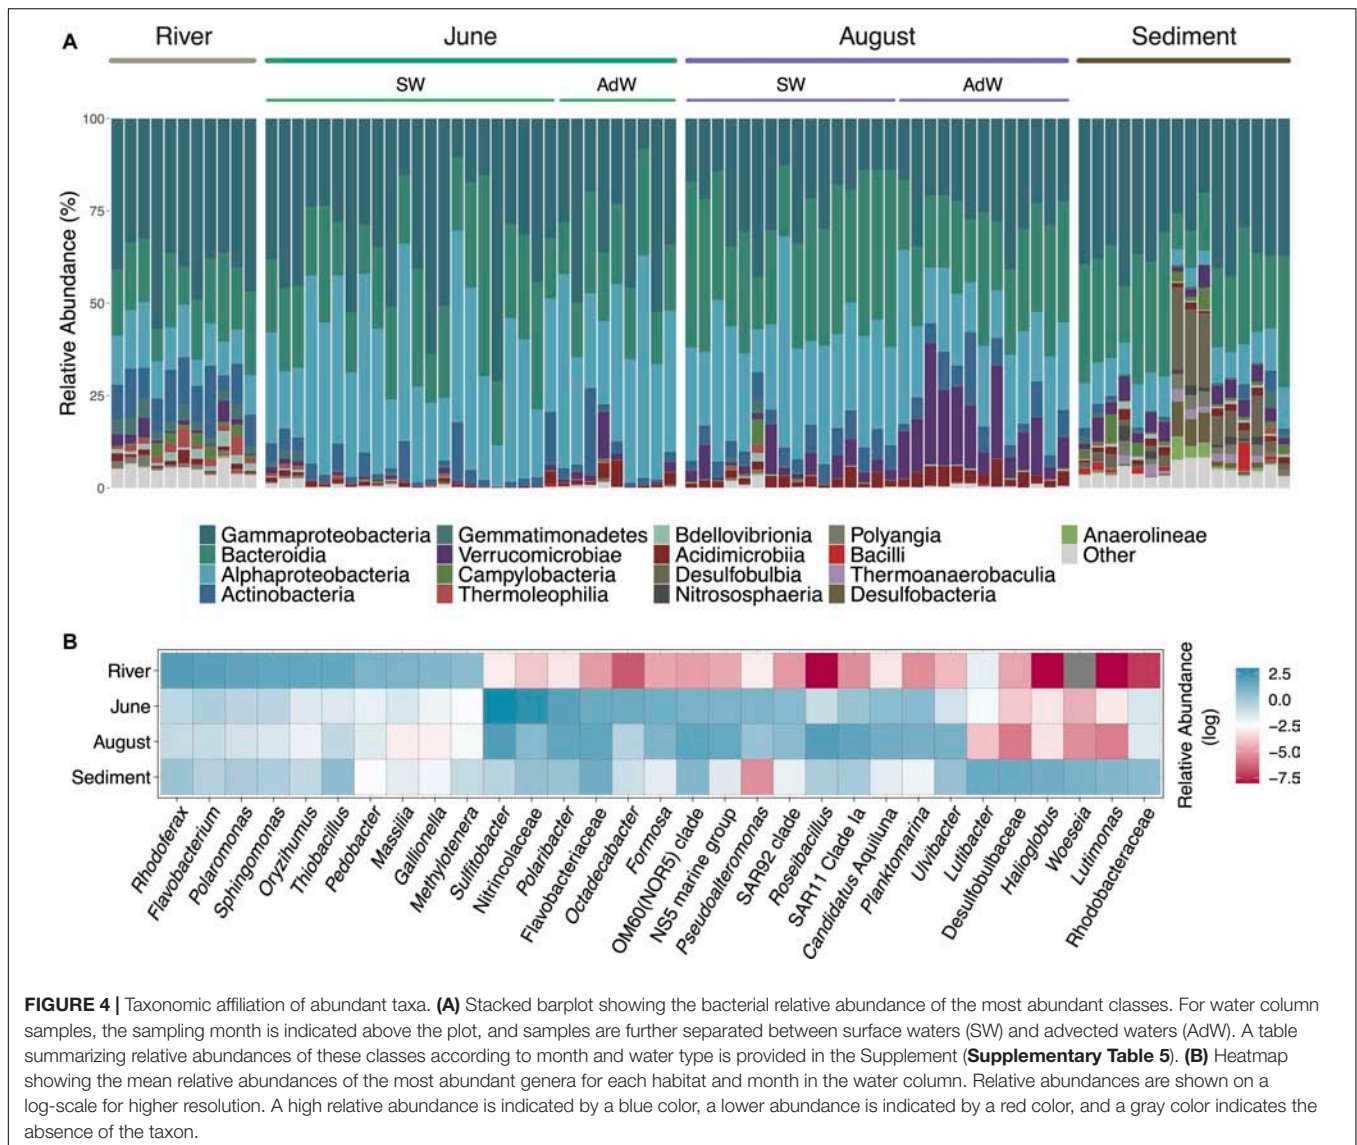 A
River
June
August
Sediment
SW
AdW
SW
AdW
Relative Abundance (%)
100
75
50
25
0
Gammaproteobacteria
Bacteroidia
Alphaproteobacteria
Actinobacteria
Gemmatimonadetes
Verrucomicrobiae
Campylobacteria
Thermoleophilia
Bdellovibrionia
Acidimicrobiia
Desulfobulbia
Nitrososphaeria
Polyangia
Bacilli
Thermoanaerobaculia
Desulfobacteria
Anaerolineae
Other
B
River
June
August
Sediment
Rhodoferax
Flavobacterium
Polaromonas
Sphingomonas
Oryzihumus
Thiobacillus
Pedobacter
Massilia
Gallionella
Methylotenera
Sulfitobacter
Nitrincolaceae
Polaribacter
Flavobacteriaceae
Octadecabacter
Formosa
OM60(NOR5) clade
NS5 marine group
Pseudoalteromonas
SAR92 clade
Roseibacillus
SAR11 Clade Ia
Candidatus Aquiluna
Planktomarina
Ulvibacter
Lutibacter
Desulfobulbaceae
Halioglobus
Woeseia
Lutimonas
Rhodobacteraceae
Relative Abundance
(log)
2.5
0.0
−2.5
−5.0
−7.5
FIGURE 4 | Taxonomic affiliation of abundant taxa. (A) Stacked barplot showing the bacterial relative abundance of the most abundant classes. For water column
samples, the sampling month is indicated above the plot, and samples are further separated between surface waters (SW) and advected waters (AdW). A table
summarizing relative abundances of these classes according to month and water type is provided in the Supplement (Supplementary Table 5). (B) Heatmap
showing the mean relative abundances of the most abundant genera for each habitat and month in the water column. Relative abundances are shown on a
log-scale for higher resolution. A high relative abundance is indicated by a blue color, a lower abundance is indicated by a red color, and a gray color indicates the
absence of the taxon.